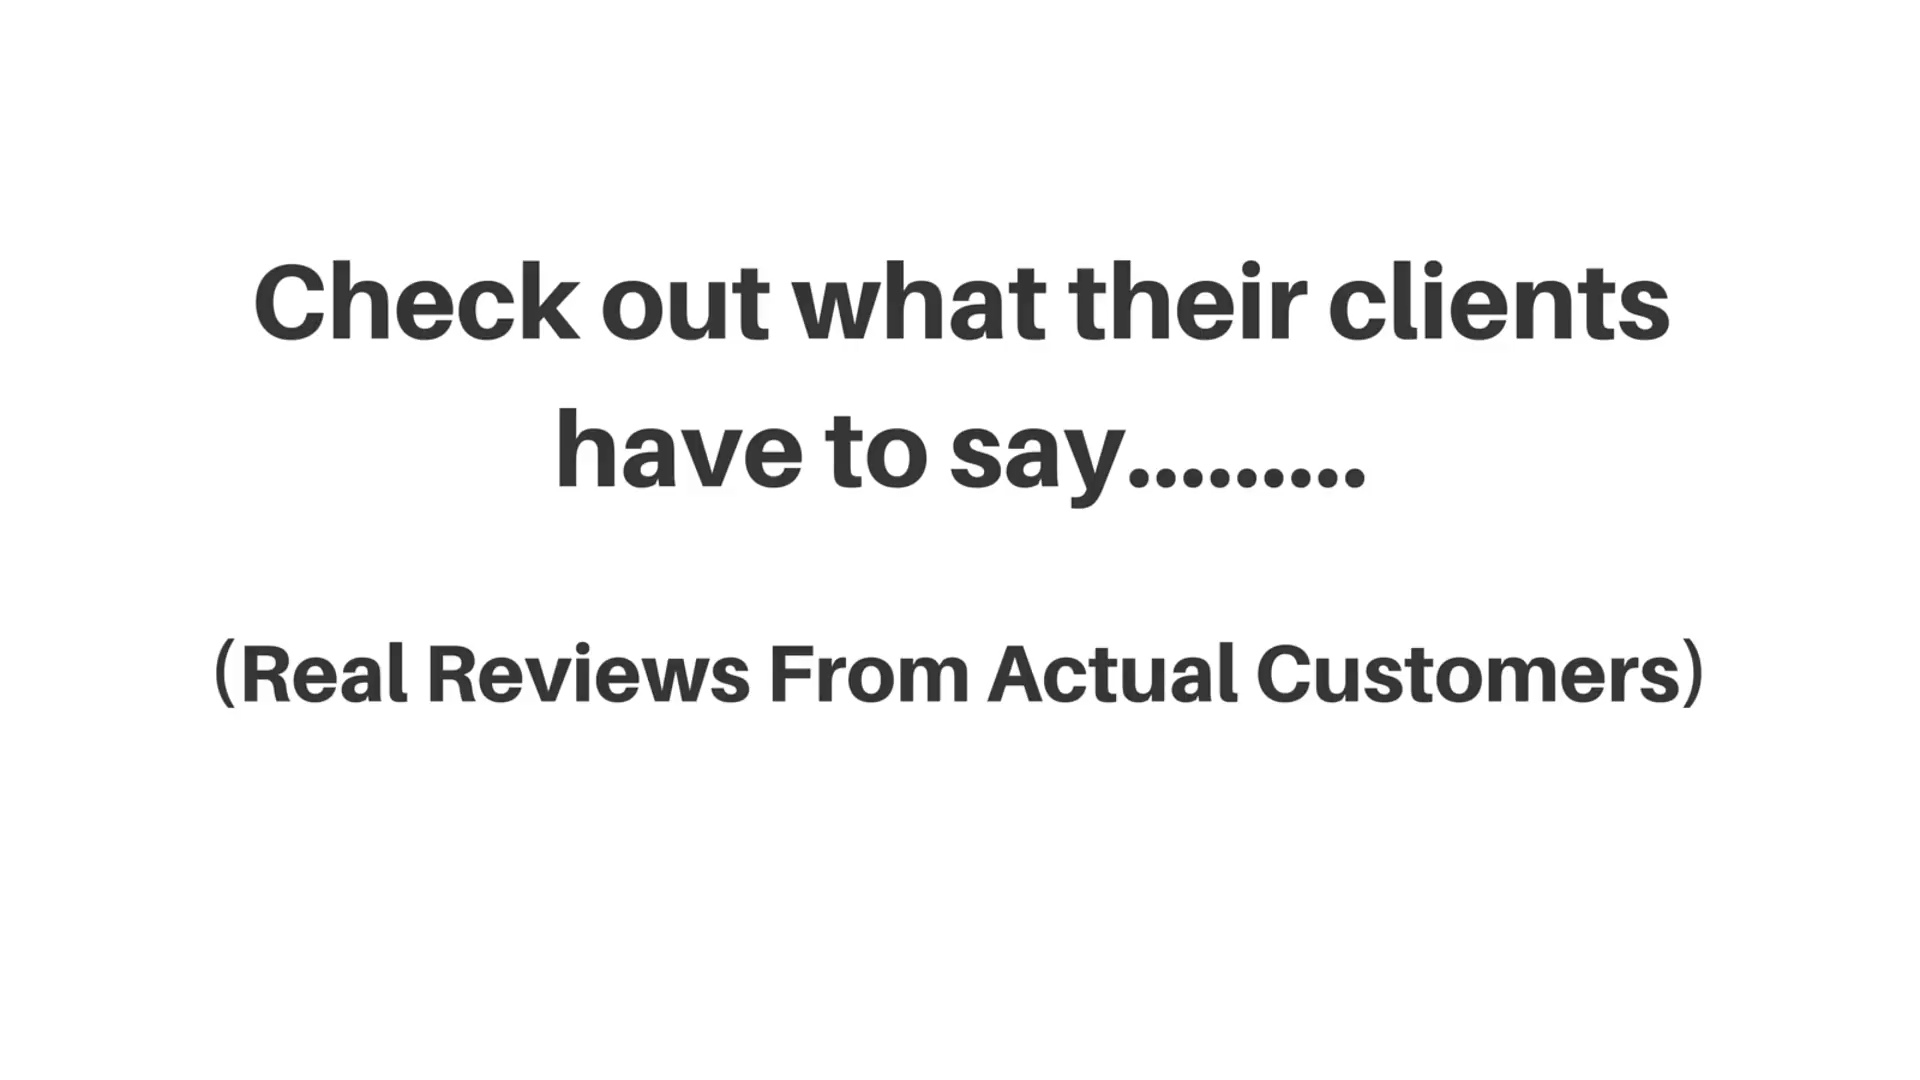 Check out what their clients
have to say.........
(Real Reviews From Actual Customers)